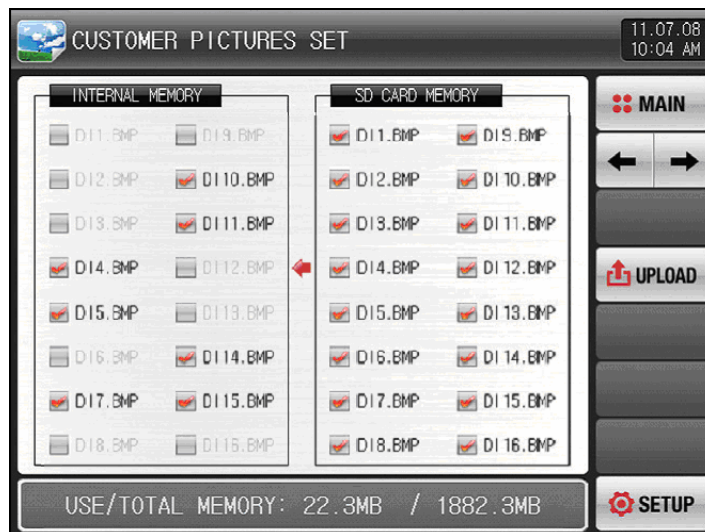 CUSTOMER PICTURES SET
11.07.08
10:04 AM
INTERNAL MEMORY
SD CARD MEMORY
DI1.BMP DI9.BMP DI1.BMP DI9.BMP
DI2.BMP DI10.BMP DI2.BMP DI10.BMP
DI3.BMP DI11.BMP DI3.BMP DI11.BMP
DI4.BMP DI12.BMP DI4.BMP DI12.BMP
DI5.BMP DI13.BMP DI5.BMP DI13.BMP
DI6.BMP DI14.BMP DI6.BMP DI14.BMP
DI7.BMP DI15.BMP DI7.BMP DI15.BMP
DI8.BMP DI16.BMP DI8.BMP DI16.BMP
USE/TOTAL MEMORY: 22.3MB / 1882.3MB
MAIN
UPLOAD
SETUP